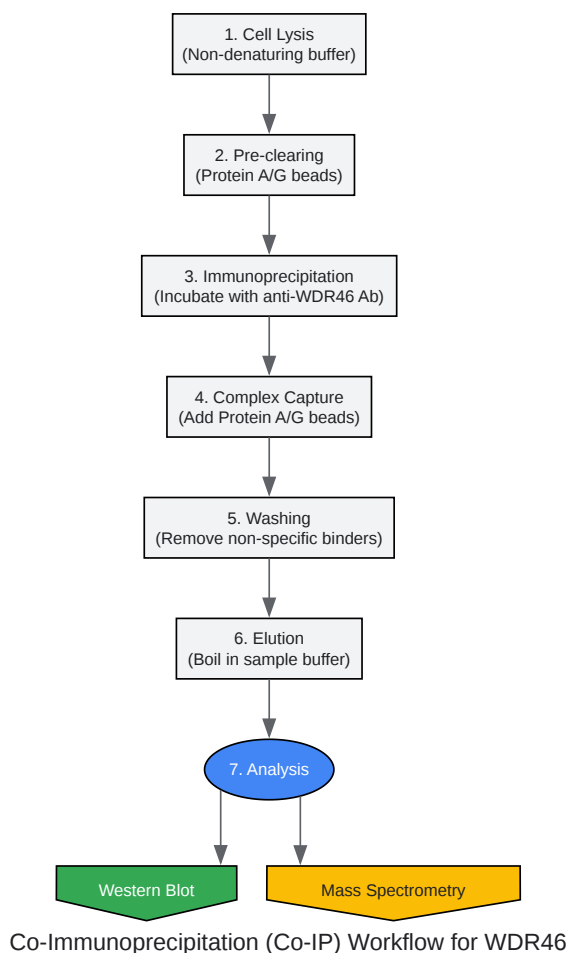 1. Cell Lysis
(Non-denaturing buffer)
2. Pre-clearing
(Protein A/G beads)
3. Immunoprecipitation
(Incubate with anti-WDR46 Ab)
4. Complex Capture
(Add Protein A/G beads)
5. Washing
(Remove non-specific binders)
6. Elution
(Boil in sample buffer)
7. Analysis
Western Blot
Mass Spectrometry
Co-Immunoprecipitation (Co-IP) Workflow for WDR46